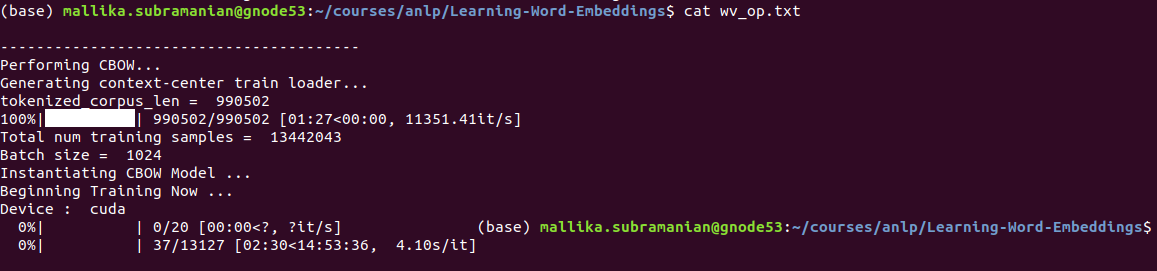 (base) mallika.subramanian@gnode53:~/courses/anlp/Learning-Word-Embeddings$ cat wv_op.txt
----------------------------------------
Performing CBOW...
Generating context-center train loader...
tokenized_corpus_len =  990502
100%|          | 990502/990502 [01:27<00:00, 11351.41it/s]
Total num training samples =  13442043
Batch size =  1024
Instantiating CBOW Model ...
Beginning Training Now ...
Device :  cuda
  0%|          | 0/20 [00:00<?, ?it/s]               (base) mallika.subramanian@gnode53:~/courses/anlp/Learning-Word-Embeddings$
  0%|          | 37/13127 [02:30<14:53:36,  4.10s/it]